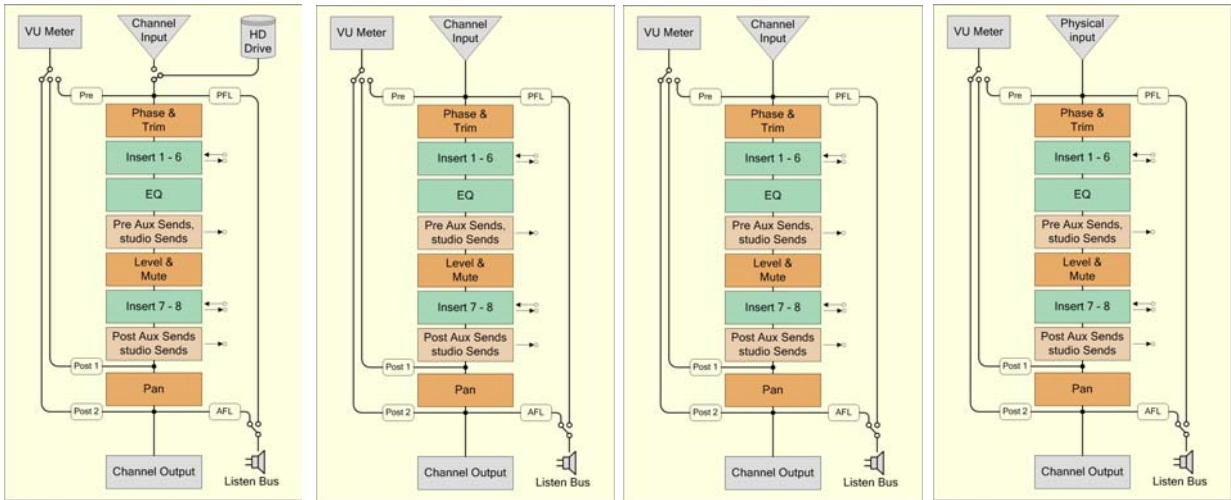 VU Meter
Channel
Input
HD
Drive
Pre
PFL
Phase &
Trim
Insert 1 - 6
EQ
Pre Aux Sends,
studio Sends
Level &
Mute
Insert 7 - 8
Post Aux Sends
studio Sends
Post 1
Pan
Post 2
AFL
Channel Output
Listen Bus
VU Meter
Channel
Input
Pre
PFL
Phase &
Trim
Insert 1 - 6
EQ
Pre Aux Sends,
studio Sends
Level &
Mute
Insert 7 - 8
Post Aux Sends
studio Sends
Post 1
Pan
Post 2
AFL
Channel Output
Listen Bus
VU Meter
Channel
Input
Pre
PFL
Phase &
Trim
Insert 1 - 6
EQ
Pre Aux Sends,
studio Sends
Level &
Mute
Insert 7 - 8
Post Aux Sends
studio Sends
Post 1
Pan
Post 2
AFL
Channel Output
Listen Bus
VU Meter
Physical
input
Pre
PFL
Phase &
Trim
Insert 1 - 6
EQ
Pre Aux Sends,
studio Sends
Level &
Mute
Insert 7 - 8
Post Aux Sends
studio Sends
Post 1
Pan
Post 2
AFL
Channel Output
Listen Bus